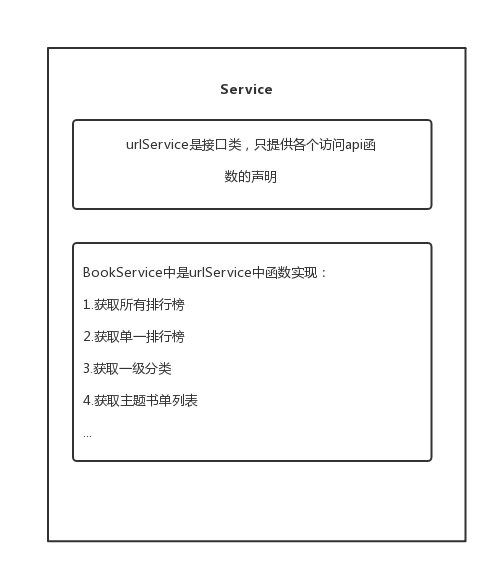 Service
urlService是接口类，只提供各个访问api函
数的声明
BookService中是urlService中函数实现：
1.获取所有排行榜
2.获取单一排行榜
3.获取一级分类
4.获取主题书单列表
...